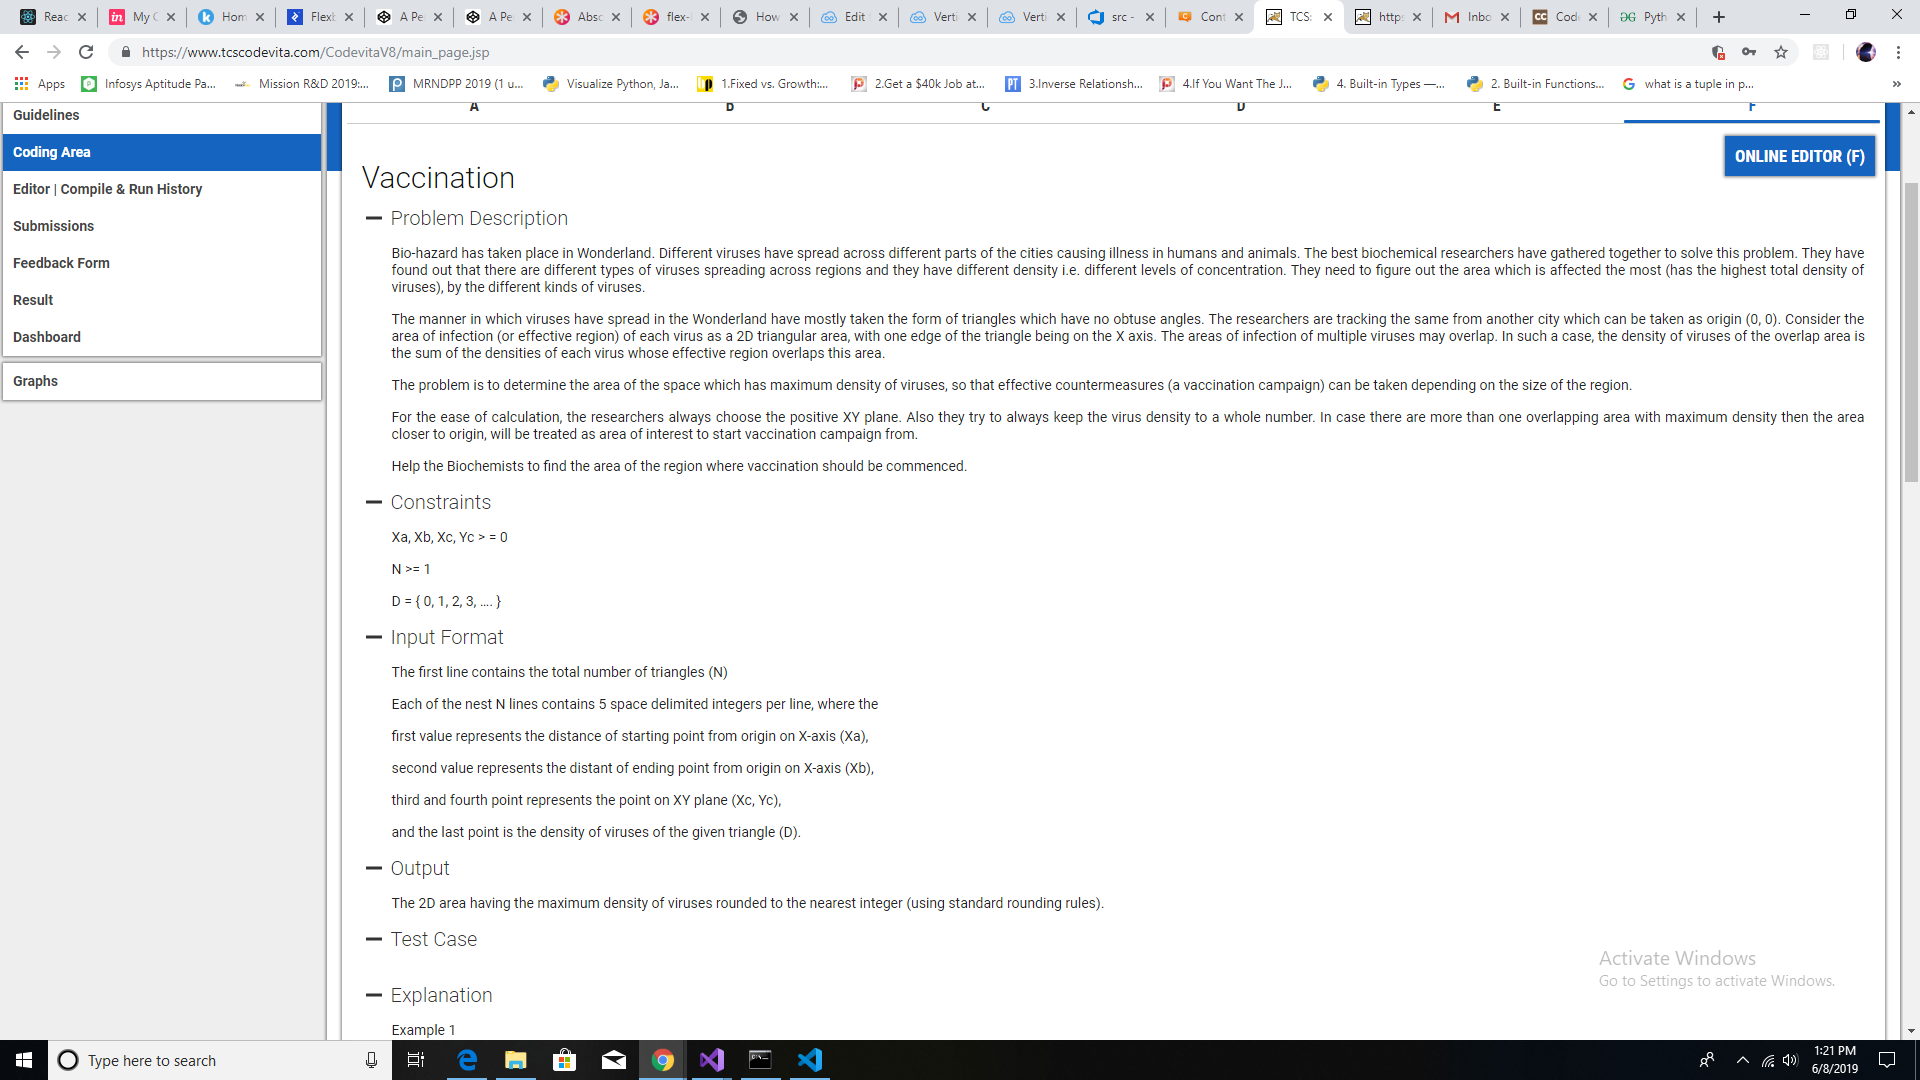 Reac
My C
Hom
Flexl
A Pe
A Pe
Abso
flex-
How
Edit
Verti
Verti
src -
Cont
TCS:
https
Inbo
Code
Pyth
https://www.tcscodevita.com/CodevitaV8/main_page.jsp
Apps
Infosys Aptitude Pa...
Mission R&D 2019:...
MRNDPP 2019 (1 u...
Visualize Python, Ja...
1.Fixed vs. Growth:...
2.Get a $40k Job at...
3.Inverse Relationsh...
4.If You Want The J...
4. Built-in Types —...
2. Built-in Functions...
what is a tuple in p...
»
Guidelines
Coding Area
Editor | Compile & Run History
Submissions
Feedback Form
Result
Dashboard
Graphs
A B C D E F
ONLINE EDITOR (F)
Vaccination
Problem Description
Bio-hazard has taken place in Wonderland. Different viruses have spread across different parts of the cities causing illness in humans and animals. The best biochemical researchers have gathered together to solve this problem. They have
found out that there are different types of viruses spreading across regions and they have different density i.e. different levels of concentration. They need to figure out the area which is affected the most (has the highest total density of
viruses), by the different kinds of viruses.
The manner in which viruses have spread in the Wonderland have mostly taken the form of triangles which have no obtuse angles. The researchers are tracking the same from another city which can be taken as origin (0, 0). Consider the
area of infection (or effective region) of each virus as a 2D triangular area, with one edge of the triangle being on the X axis. The areas of infection of multiple viruses may overlap. In such a case, the density of viruses of the overlap area is
the sum of the densities of each virus whose effective region overlaps this area.
The problem is to determine the area of the space which has maximum density of viruses, so that effective countermeasures (a vaccination campaign) can be taken depending on the size of the region.
For the ease of calculation, the researchers always choose the positive XY plane. Also they try to always keep the virus density to a whole number. In case there are more than one overlapping area with maximum density then the area
closer to origin, will be treated as area of interest to start vaccination campaign from.
Help the Biochemists to find the area of the region where vaccination should be commenced.
Constraints
Xa, Xb, Xc, Yc > = 0
N >= 1
D = { 0, 1, 2, 3, .... }
Input Format
The first line contains the total number of triangles (N)
Each of the nest N lines contains 5 space delimited integers per line, where the
first value represents the distance of starting point from origin on X-axis (Xa),
second value represents the distant of ending point from origin on X-axis (Xb),
third and fourth point represents the point on XY plane (Xc, Yc),
and the last point is the density of viruses of the given triangle (D).
Output
The 2D area having the maximum density of viruses rounded to the nearest integer (using standard rounding rules).
Test Case
Explanation
Example 1
Activate Windows
Go to Settings to activate Windows.
Type here to search
1:21 PM
6/8/2019